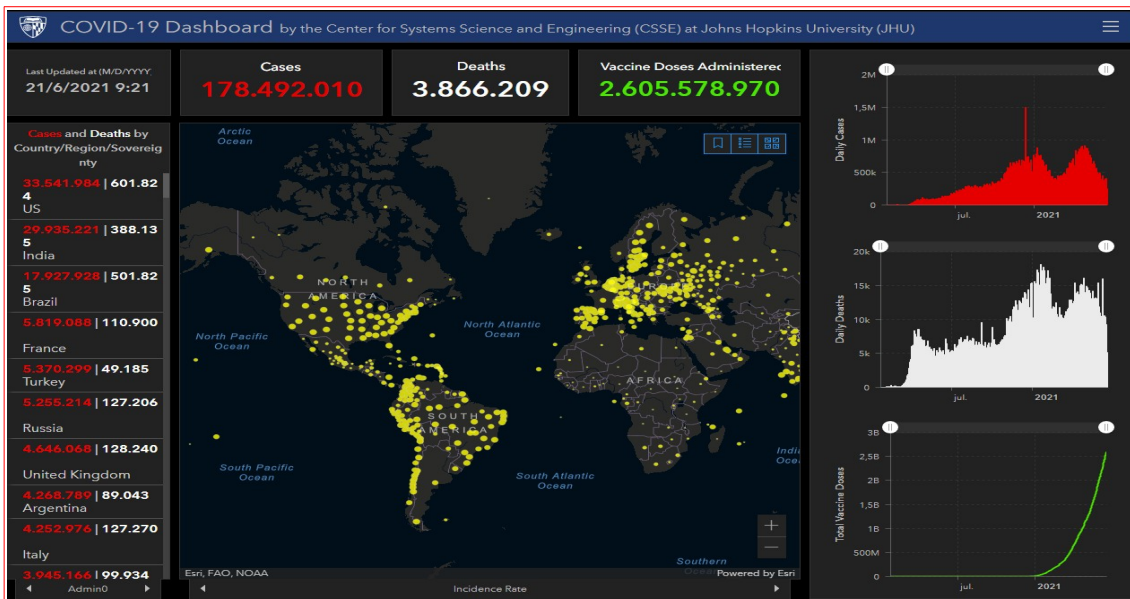 COVID-19 Dashboard by the Center for Systems Science and Engineering (CSSE) at Johns Hopkins University (JHU)
Last Updated at (M/D/YYYY
21/6/2021 9:21
Cases
178.492.010
Deaths
3.866.209
Vaccine Doses Administerec
2.605.578.970
Cases and Deaths by
Country/Region/Sovereig
nty
33.541.984 | 601.82
4
US
29.935.221 | 388.13
5
India
17.927.928 | 501.82
5
Brazil
5.819.088 | 110.900
France
5.370.299 | 49.185
Turkey
5.255.214 | 127.206
Russia
4.646.068 | 128.240
United Kingdom
4.268.789 | 89.043
Argentina
4.252.976 | 127.270
Italy
3.945.166 | 99.934
Admin0
Arctic
Ocean
NORTH
AMERICA
North Pacific
Ocean
North Atlantic
Ocean
EUROPE
AFRICA
SOUTH
AMERICA
South Pacific
Ocean
South Atlantic
Ocean
Indi
Oce
Southern
Esri, FAO, NOAA
Powered by Esri
Incidence Rate
Daily Cases
2M
1,5M
1M
500k
0
jul.
2021
Daily Deaths
20k
15k
10k
5k
0
jul.
2021
Total Vaccine Doses
3B
2,5B
2B
1,5B
1B
500M
0
jul.
2021